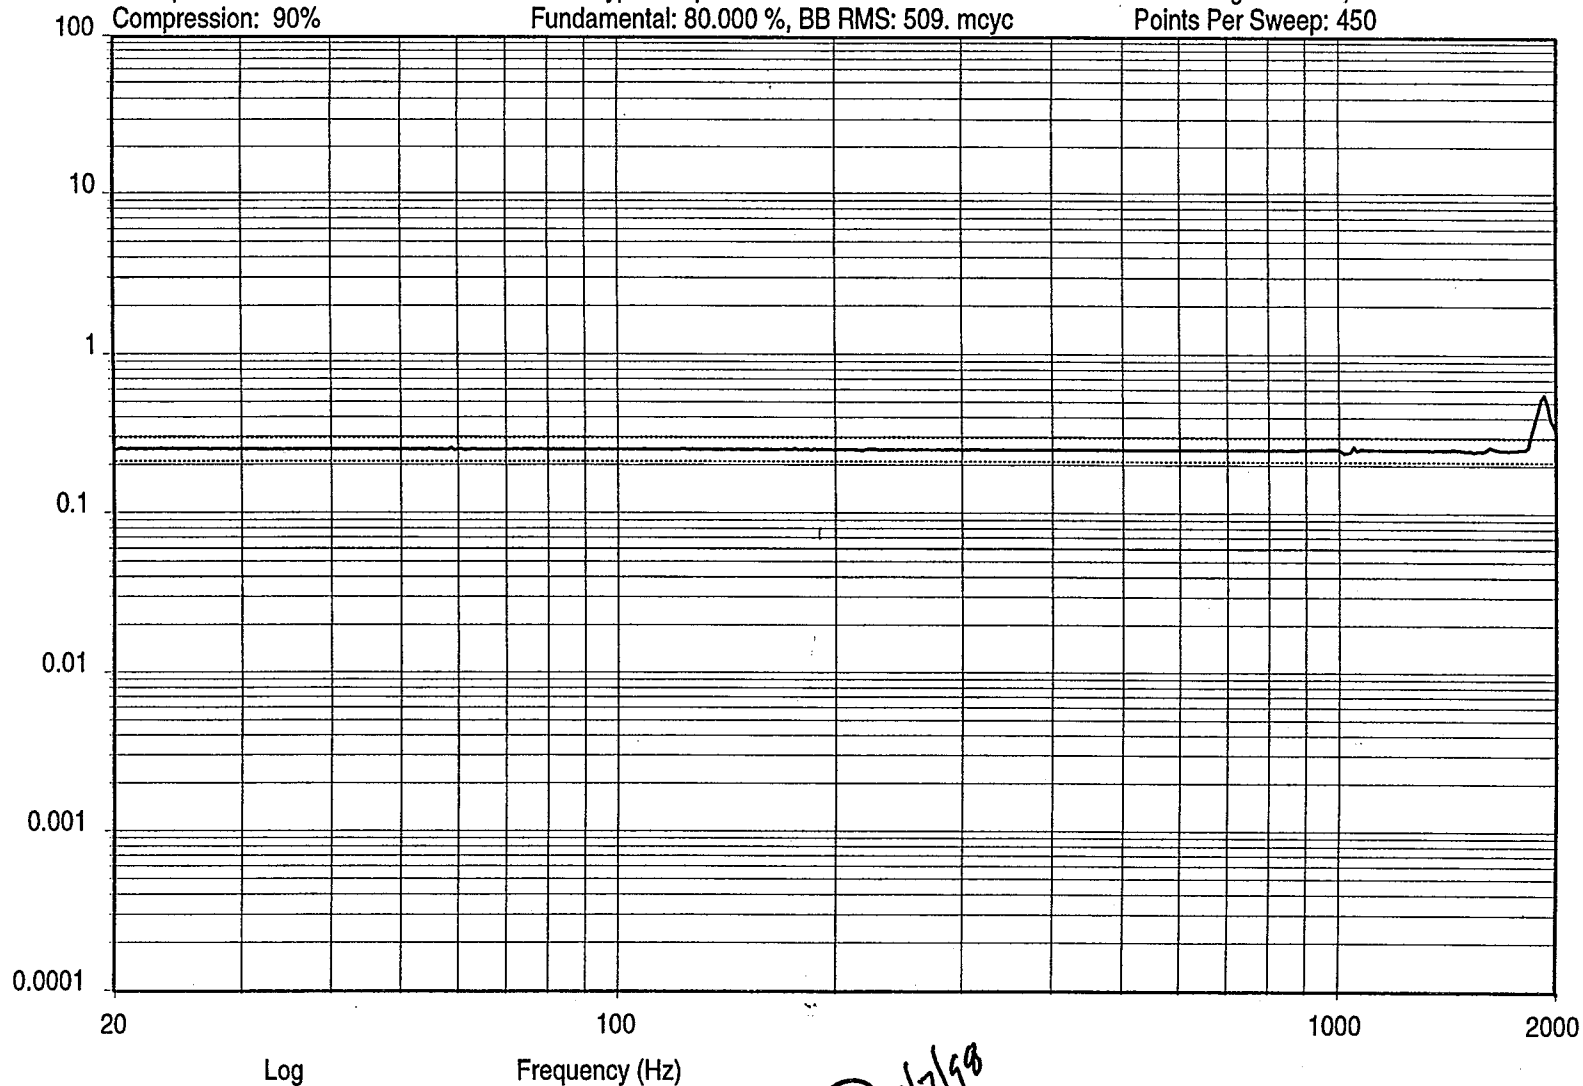 Compression: 90% Fundamental: 80.000 %, BB RMS: 509. mcyc Points Per Sweep: 450
100
10
1
0.1
0.01
0.001
0.0001
20 100 1000 2000
Log Frequency (Hz)